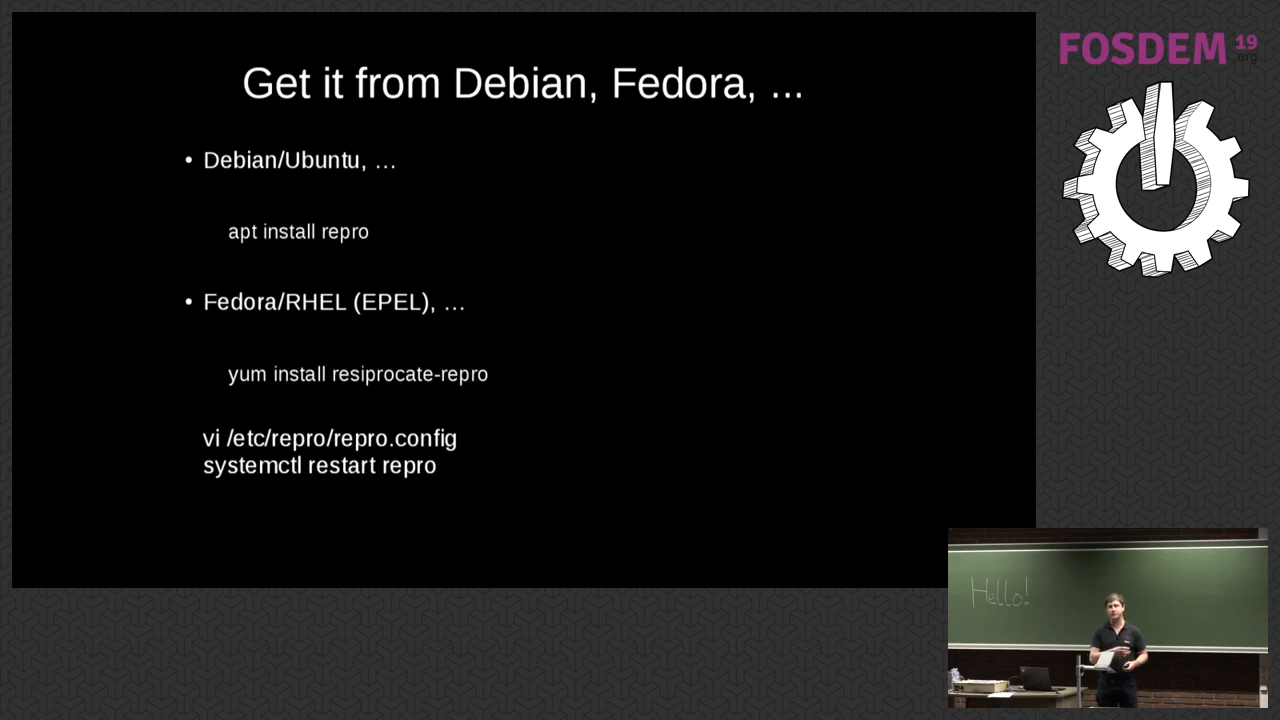 Get it from Debian, Fedora, ...
• Debian/Ubuntu, …
apt install repro
• Fedora/RHEL (EPEL), …
yum install resiprocate-repro
vi /etc/repro/repro.config
systemctl restart repro
FOSDEM 19
org
Hello!